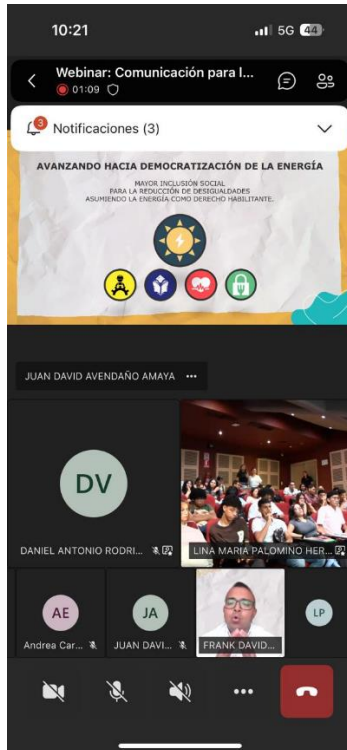 10:21
5G 44
Webinar: Comunicación para l...
01:09
3
Notificaciones (3)
AVANZANDO HACIA DEMOCRATIZACIÓN DE LA ENERGÍA
MAYOR INCLUSIÓN SOCIAL
PARA LA REDUCCIÓN DE DESIGUALDADES
ASUMIENDO LA ENERGÍA COMO DERECHO HABILITANTE.
JUAN DAVID AVENDAÑO AMAYA ...
DV
DANIEL ANTONIO RODRI...
LINA MARIA PALOMINO HER...
AE
JA
LP
Andrea Car...
JUAN DAVI...
FRANK DAVID...